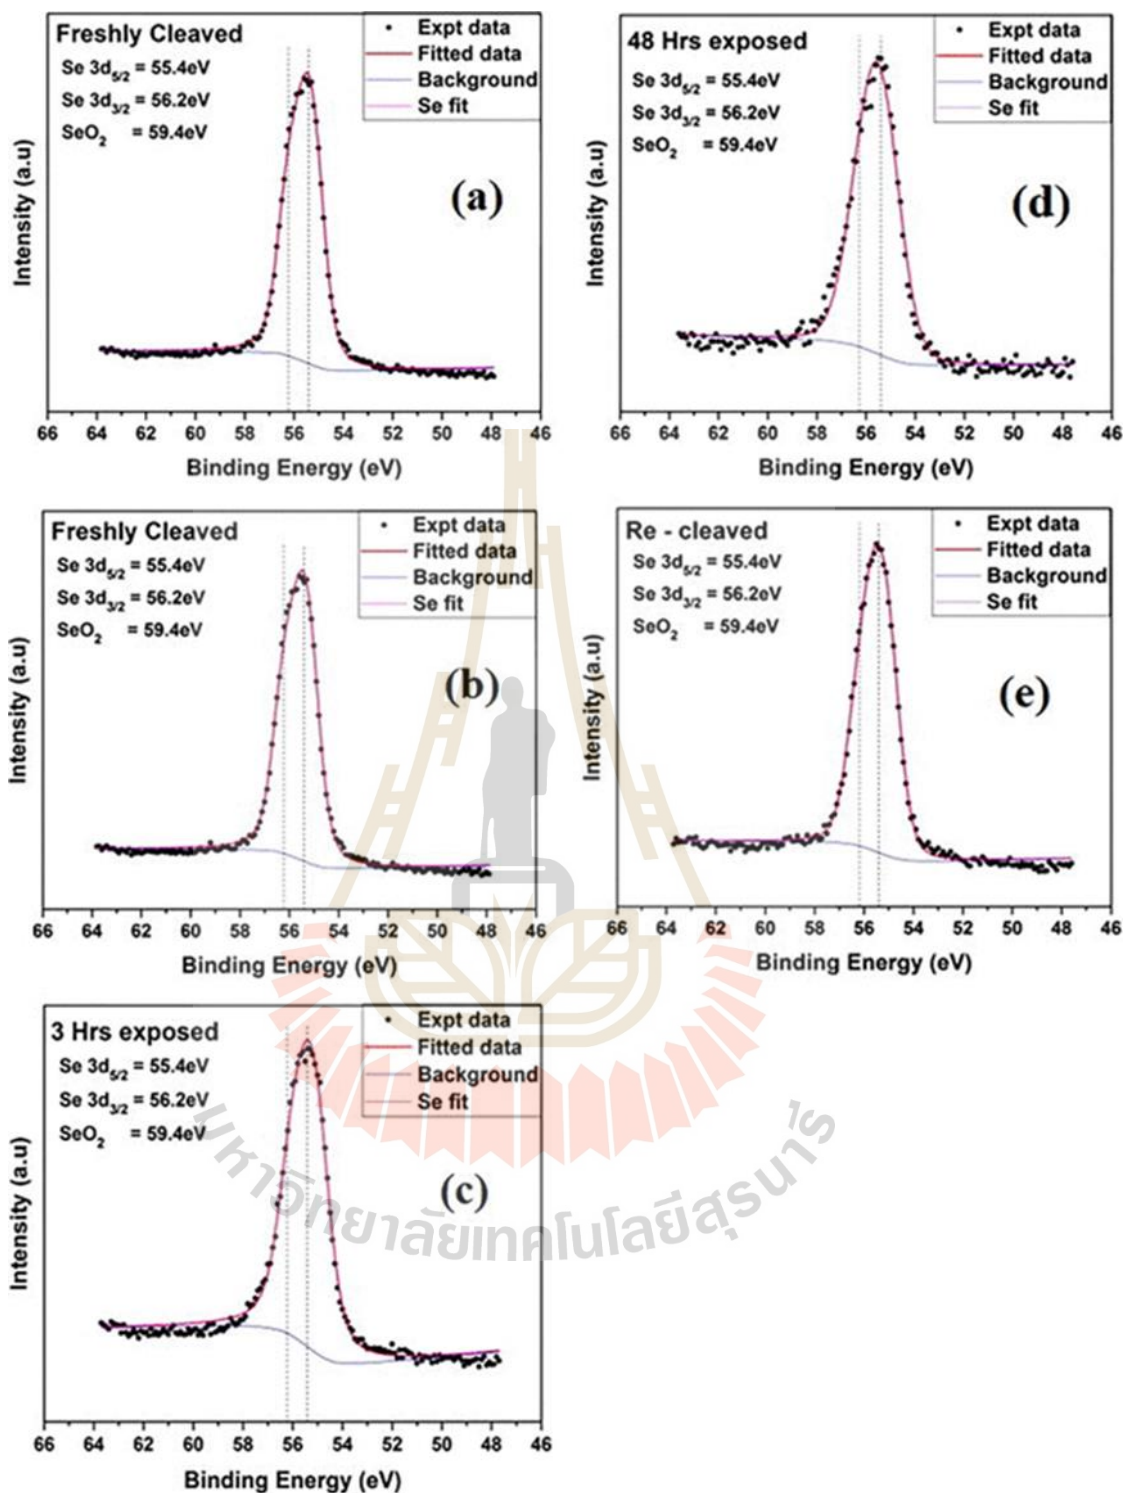 Freshly Cleaved
Se 3d5/2 = 55.4eV
Se 3d3/2 = 56.2eV
SeO2 = 59.4eV
Expt data
Fitted data
Background
Se fit
(a)
Intensity (a.u)
66 64 62 60 58 56 54 52 50 48 46
Binding Energy (eV)
48 Hrs exposed
Se 3d5/2 = 55.4eV
Se 3d3/2 = 56.2eV
SeO2 = 59.4eV
Expt data
Fitted data
Background
Se fit
(d)
Intensity (a.u)
66 64 62 60 58 56 54 52 50 48 46
Binding Energy (eV)
Freshly Cleaved
Se 3d5/2 = 55.4eV
Se 3d3/2 = 56.2eV
SeO2 = 59.4eV
Expt data
Fitted data
Background
Se fit
(b)
Intensity (a.u)
66 64 62 60 58 56 54 52 50 48 46
Binding Energy (eV)
Re - cleaved
Se 3d5/2 = 55.4eV
Se 3d3/2 = 56.2eV
SeO2 = 59.4eV
Expt data
Fitted data
Background
Se fit
(e)
Intensity (a.u)
66 64 62 60 58 56 54 52 50 48 46
Binding Energy (eV)
3 Hrs exposed
Se 3d5/2 = 55.4eV
Se 3d3/2 = 56.2eV
SeO2 = 59.4eV
Expt data
Fitted data
Background
Se fit
(c)
Intensity (a.u)
66 64 62 60 58 56 54 52 50 48 46
Binding Energy (eV)
มหาวิทยาลัยเทคโนโลยีสุรนารี